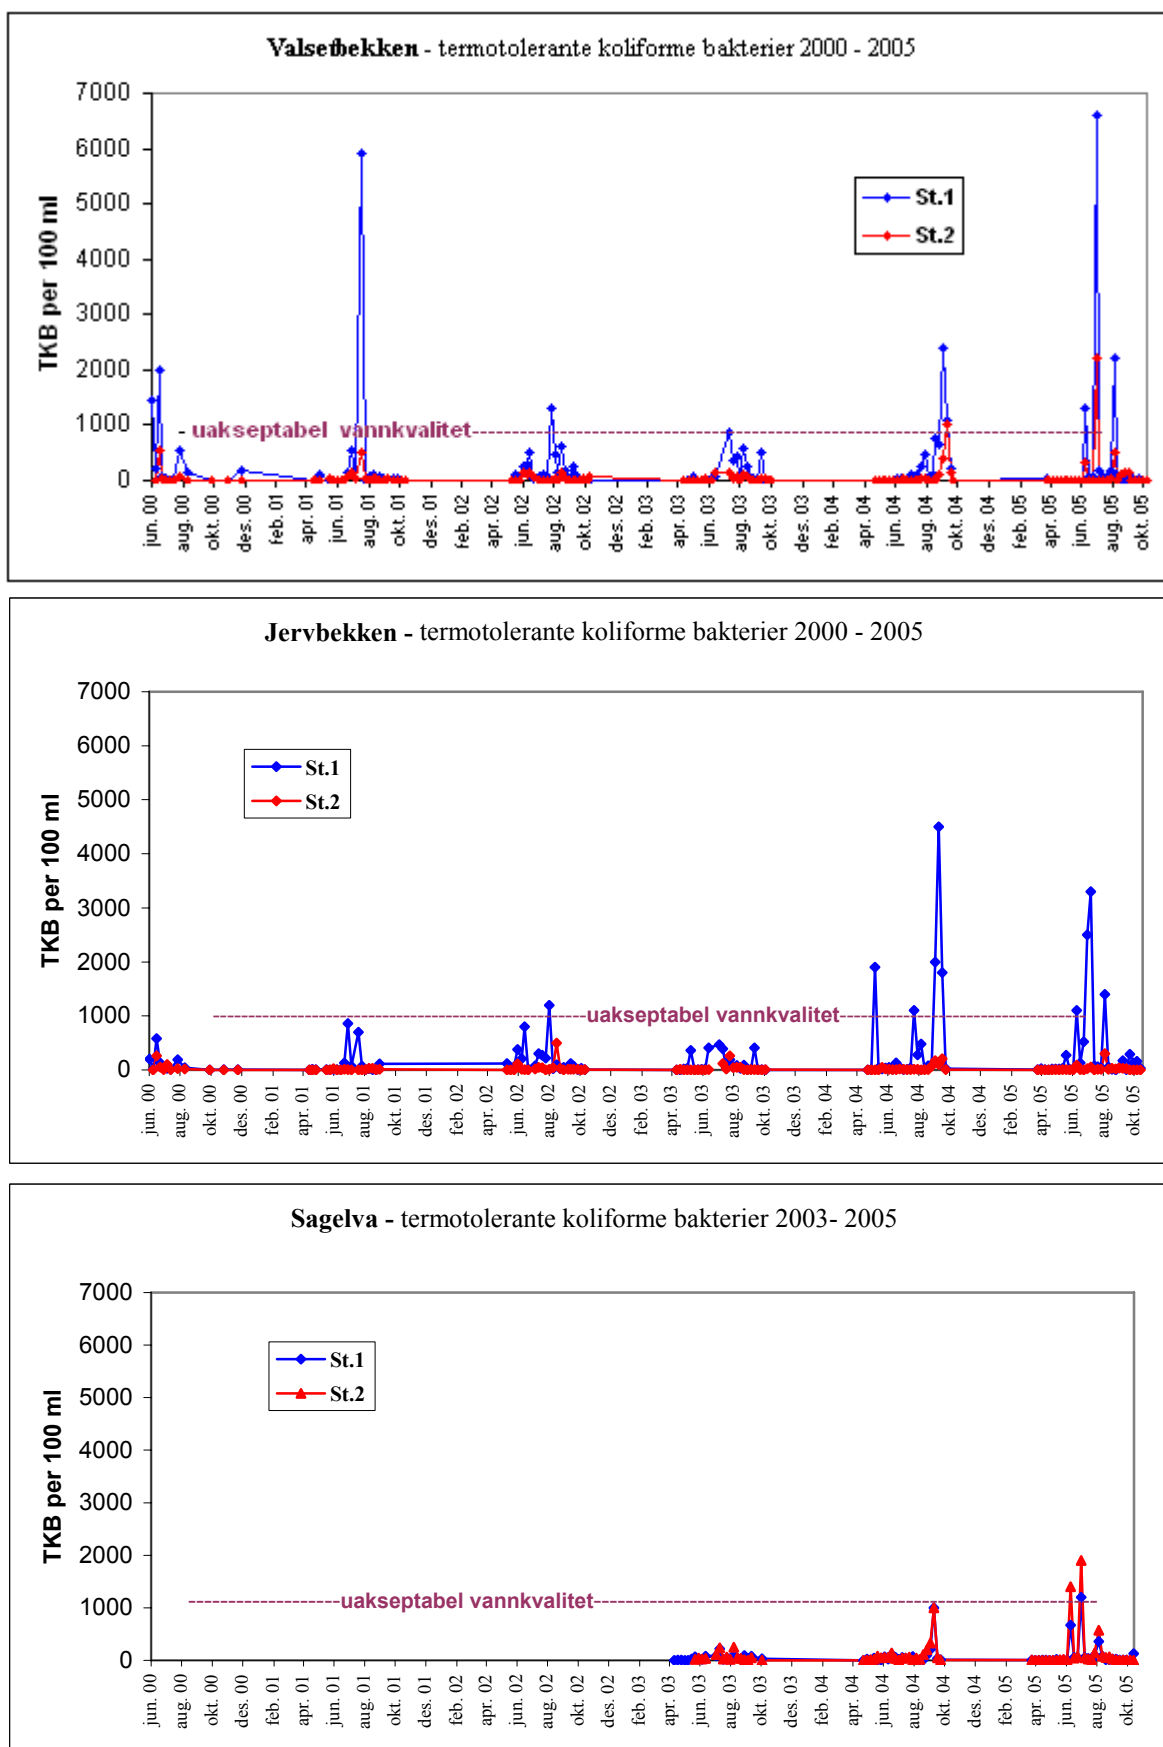 Valsetbekken - termotolerante koliforme bakterier 2000 - 2005
7000
6000
5000
4000
3000
2000
1000
0
TKB per 100 ml
St.1
St.2
uakseptabel vannkvalitet
jun. 00
aug. 00
okt. 00
des. 00
feb. 01
apr. 01
jun. 01
aug. 01
okt. 01
des. 01
feb. 02
apr. 02
jun. 02
aug. 02
okt. 02
des. 02
feb. 03
apr. 03
jun. 03
aug. 03
okt. 03
des. 03
feb. 04
apr. 04
jun. 04
aug. 04
okt. 04
des. 04
feb. 05
apr. 05
jun. 05
aug. 05
okt. 05
Jervbekken - termotolerante koliforme bakterier 2000 - 2005
7000
6000
5000
4000
3000
2000
1000
0
TKB per 100 ml
St.1
St.2
uakseptabel vannkvalitet
jun. 00
aug. 00
okt. 00
des. 00
feb. 01
apr. 01
jun. 01
aug. 01
okt. 01
des. 01
feb. 02
apr. 02
jun. 02
aug. 02
okt. 02
des. 02
feb. 03
apr. 03
jun. 03
aug. 03
okt. 03
des. 03
feb. 04
apr. 04
jun. 04
aug. 04
okt. 04
des. 04
feb. 05
apr. 05
jun. 05
aug. 05
okt. 05
Sagelva - termotolerante koliforme bakterier 2003- 2005
7000
6000
5000
4000
3000
2000
1000
0
TKB per 100 ml
St.1
St.2
uakseptabel vannkvalitet
jun. 00
aug. 00
okt. 00
des. 00
feb. 01
apr. 01
jun. 01
aug. 01
okt. 01
des. 01
feb. 02
apr. 02
jun. 02
aug. 02
okt. 02
des. 02
feb. 03
apr. 03
jun. 03
aug. 03
okt. 03
des. 03
feb. 04
apr. 04
jun. 04
aug. 04
okt. 04
des. 04
feb. 05
apr. 05
jun. 05
aug. 05
okt. 05